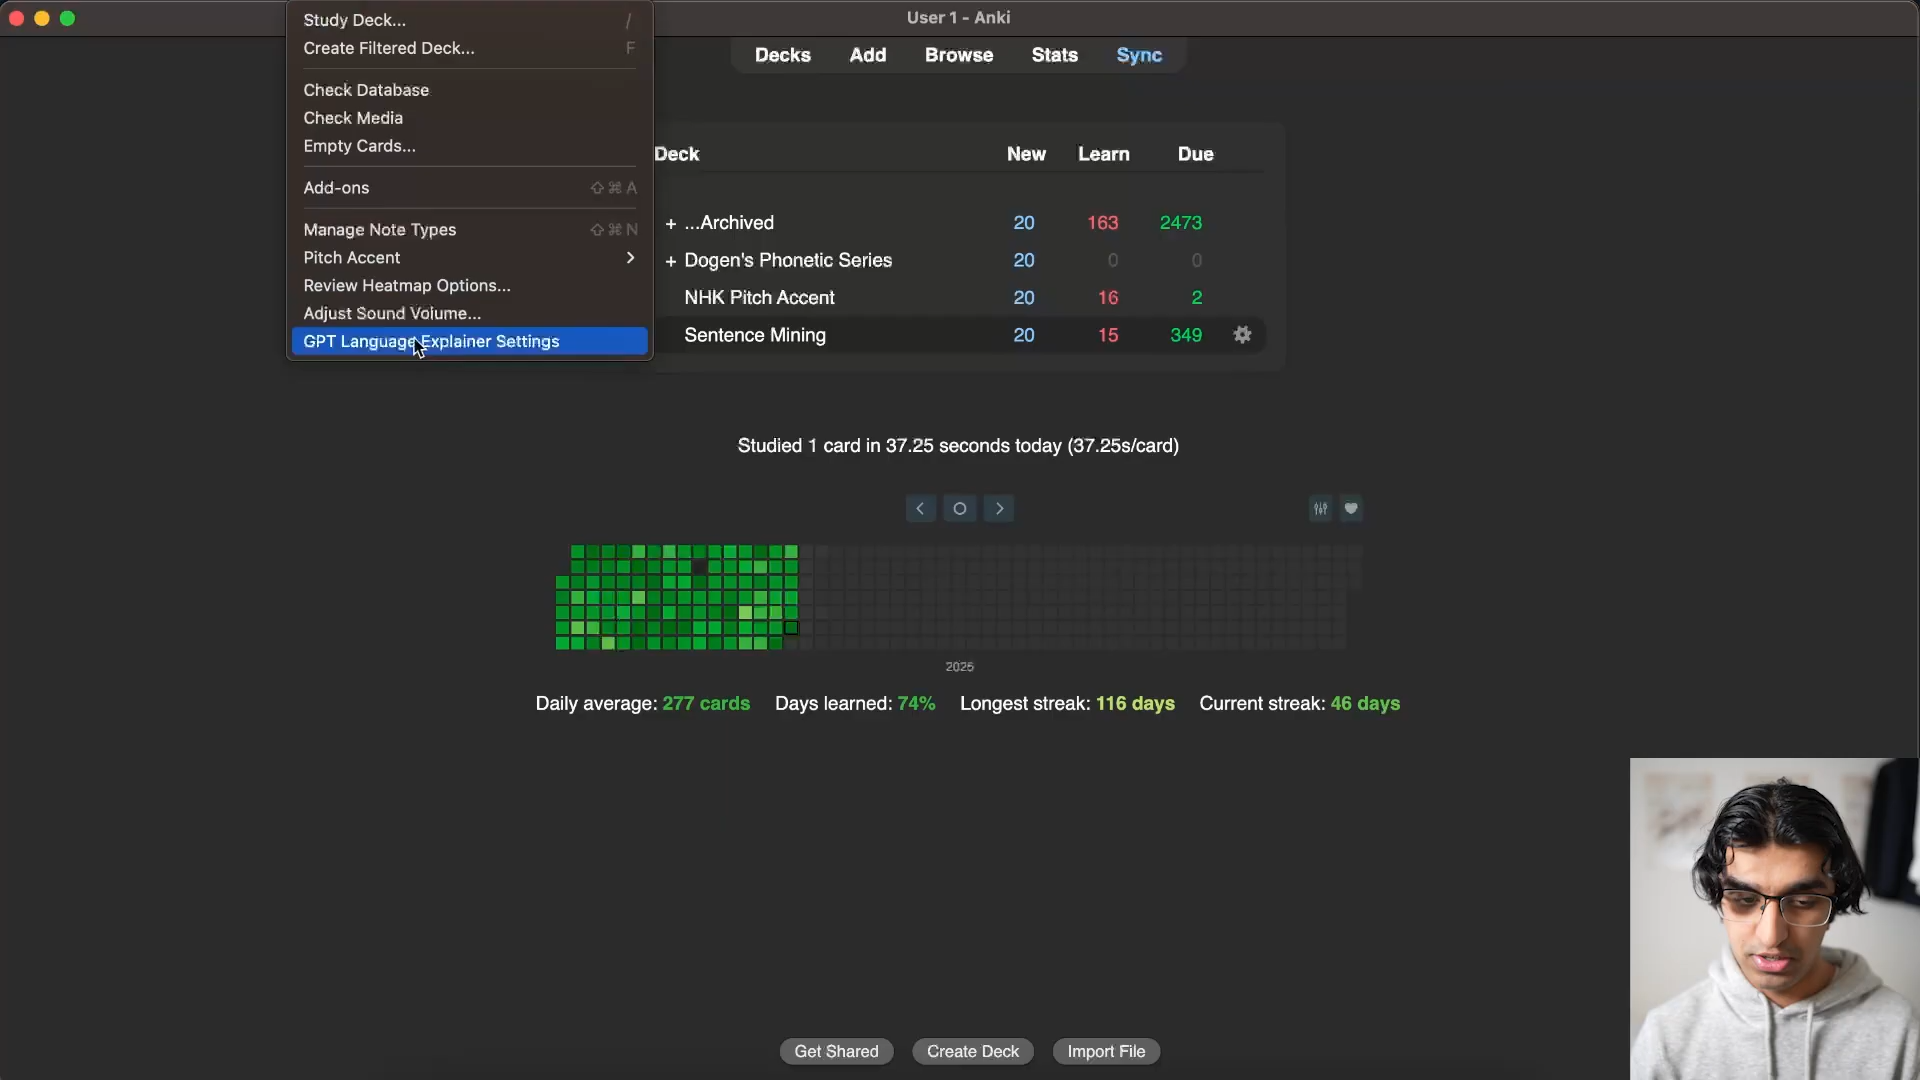 User 1 - Anki
Study Deck... /
Create Filtered Deck... F
Check Database
Check Media
Empty Cards...
Add-ons ⇧⌘A
Manage Note Types ⇧⌘N
Pitch Accent
Review Heatmap Options...
Adjust Sound Volume...
GPT Language Explainer Settings
Decks Add Browse Stats Sync
Deck New Learn Due
+ ...Archived 20 163 2473
+ Dogen's Phonetic Series 20 0 0
NHK Pitch Accent 20 16 2
Sentence Mining 20 15 349
Studied 1 card in 37.25 seconds today (37.25s/card)
2025
Daily average: 277 cards Days learned: 74% Longest streak: 116 days Current streak: 46 days
Get Shared Create Deck Import File